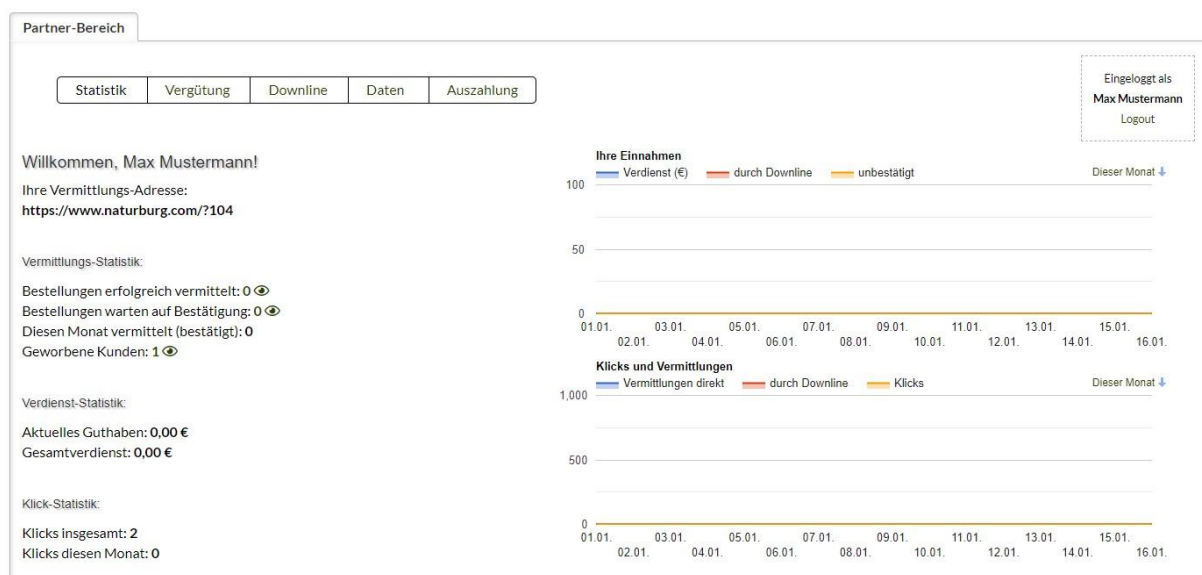 Partner-Bereich
Statistik Vergütung Downline Daten Auszahlung
Eingeloggt als
Max Mustermann
Logout
Willkommen, Max Mustermann!
Ihre Vermittlungs-Adresse:
https://www.naturburg.com/?104
Vermittlungs-Statistik:
Bestellungen erfolgreich vermittelt: 0
Bestellungen warten auf Bestätigung: 0
Diesen Monat vermittelt (bestätigt): 0
Geworbene Kunden: 1
Verdienst-Statistik:
Aktuelles Guthaben: 0,00 €
Gesamtverdienst: 0,00 €
Klick-Statistik:
Klicks insgesamt: 2
Klicks diesen Monat: 0
Ihre Einnahmen
Verdienst (€) durch Downline unbestätigt Dieser Monat
100
50
0
01.01. 03.01. 05.01. 07.01. 09.01. 11.01. 13.01. 15.01.
02.01. 04.01. 06.01. 08.01. 10.01. 12.01. 14.01. 16.01.
Klicks und Vermittlungen
Vermittlungen direkt durch Downline Klicks Dieser Monat
1,000
500
0
01.01. 03.01. 05.01. 07.01. 09.01. 11.01. 13.01. 15.01.
02.01. 04.01. 06.01. 08.01. 10.01. 12.01. 14.01. 16.01.